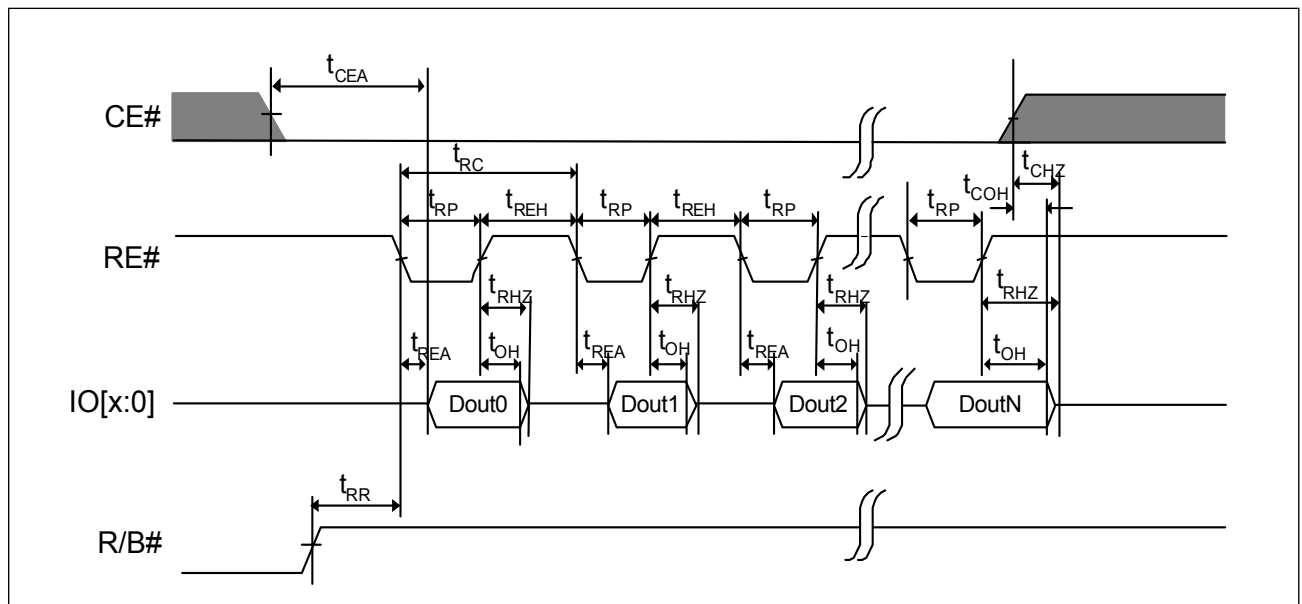 tCEA
CE#
tRC
tCHZ
tCOH
tRP tREH tRP tREH tRP tRP
RE#
tRHZ tRHZ tRHZ tRHZ
tREA tOH tREA tOH tREA tOH tOH
IO[x:0] Dout0 Dout1 Dout2 DoutN
tRR
R/B#